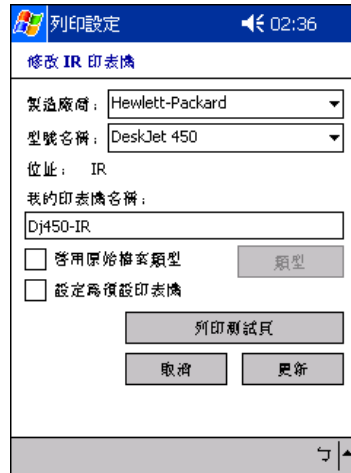 列印設定 02:36
修改 IR 印表機
製造廠商： Hewlett-Packard
型號名稱： DeskJet 450
位址： IR
我的印表機名稱：
Dj450-IR
啓用原始檔案類型 類型
設定為預設印表機
列印測試頁
取消 更新
ㄅ